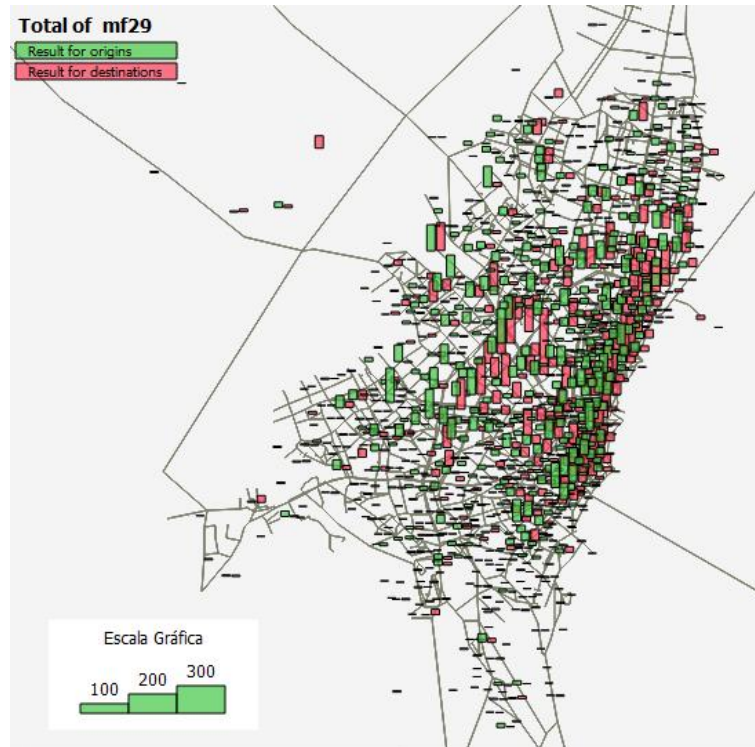 Total of mf29
Result for origins
Result for destinations
Escala Gráfica
100 200 300